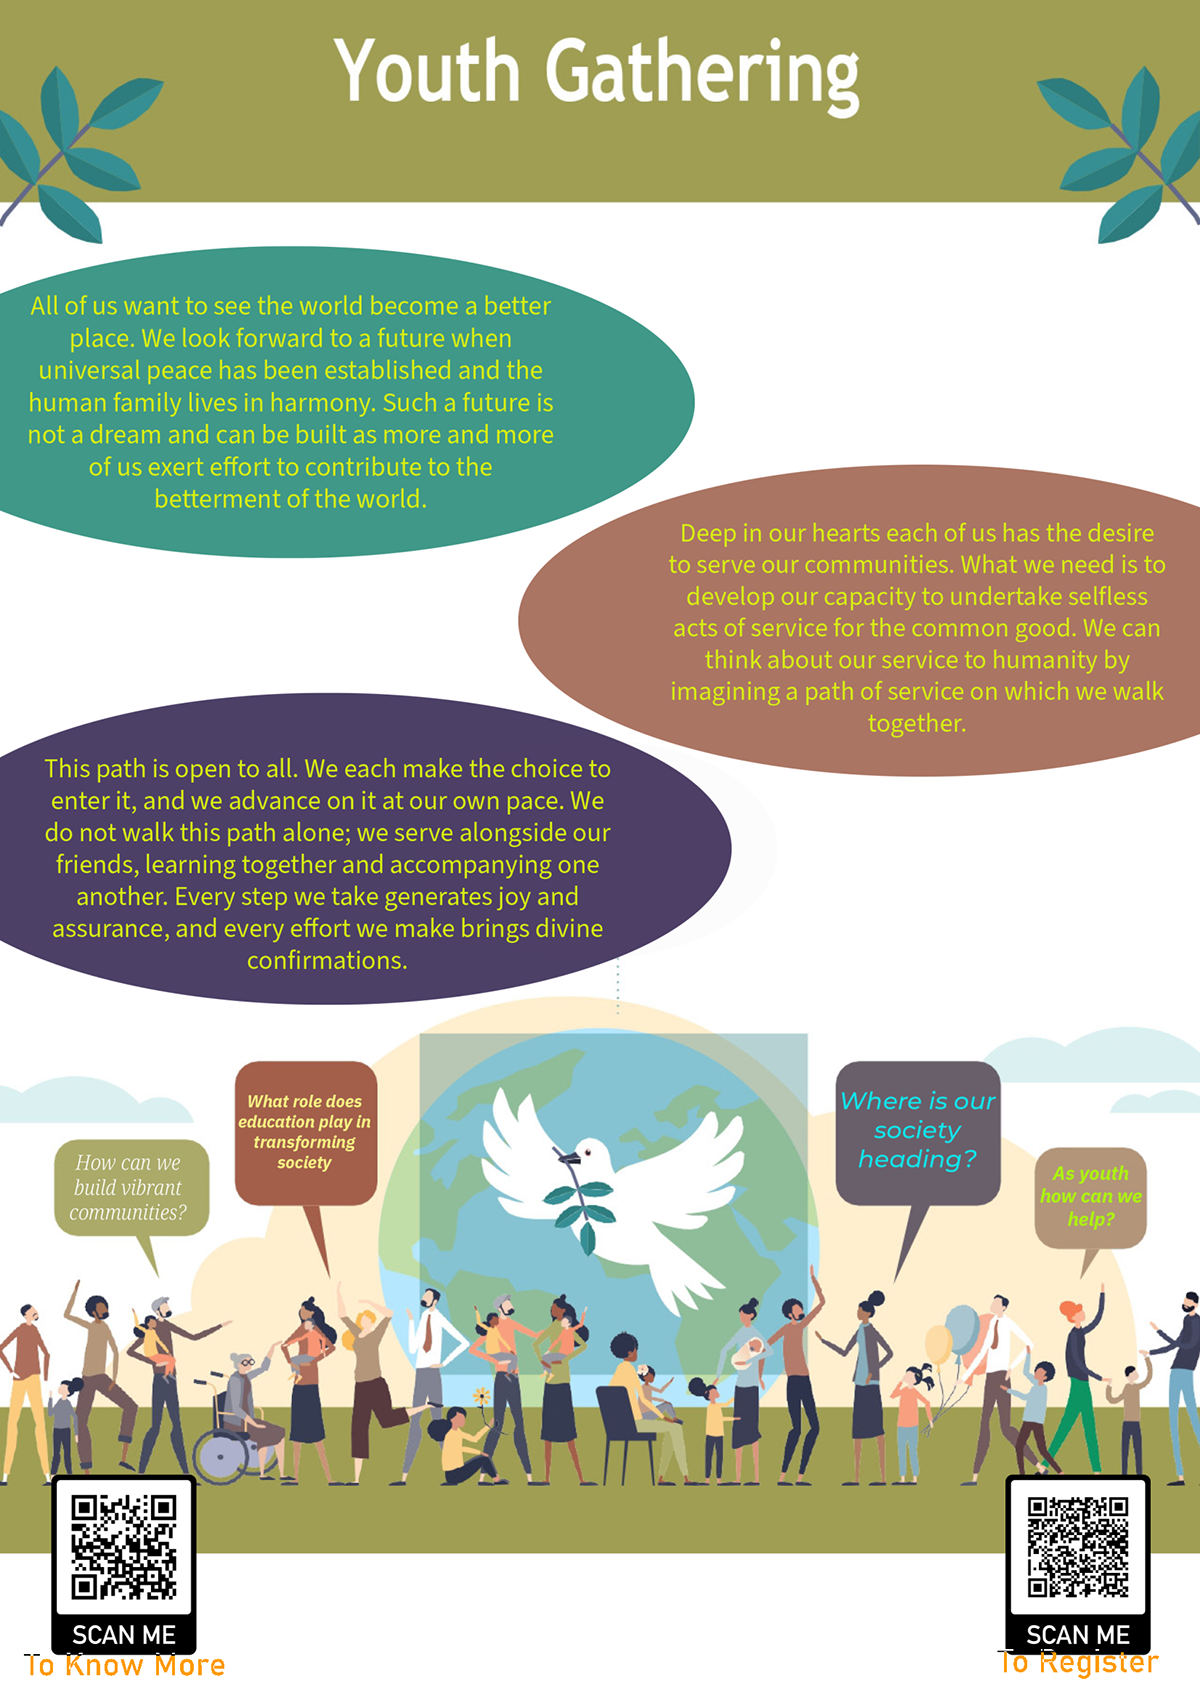 Youth Gathering
All of us want to see the world become a better
place. We look forward to a future when
universal peace has been established and the
human family lives in harmony. Such a future is
not a dream and can be built as more and more
of us exert effort to contribute to the
betterment of the world.
Deep in our hearts each of us has the desire
to serve our communities. What we need is to
develop our capacity to undertake selfless
acts of service for the common good. We can
think about our service to humanity by
imagining a path of service on which we walk
together.
This path is open to all. We each make the choice to
enter it, and we advance on it at our own pace. We
do not walk this path alone; we serve alongside our
friends, learning together and accompanying one
another. Every step we take generates joy and
assurance, and every effort we make brings divine
confirmations.
How can we
build vibrant
communities?
What role does
education play in
transforming
society
Where is our
society
heading?
As youth
how can we
help?
SCAN ME
To Know More
SCAN ME
To Register